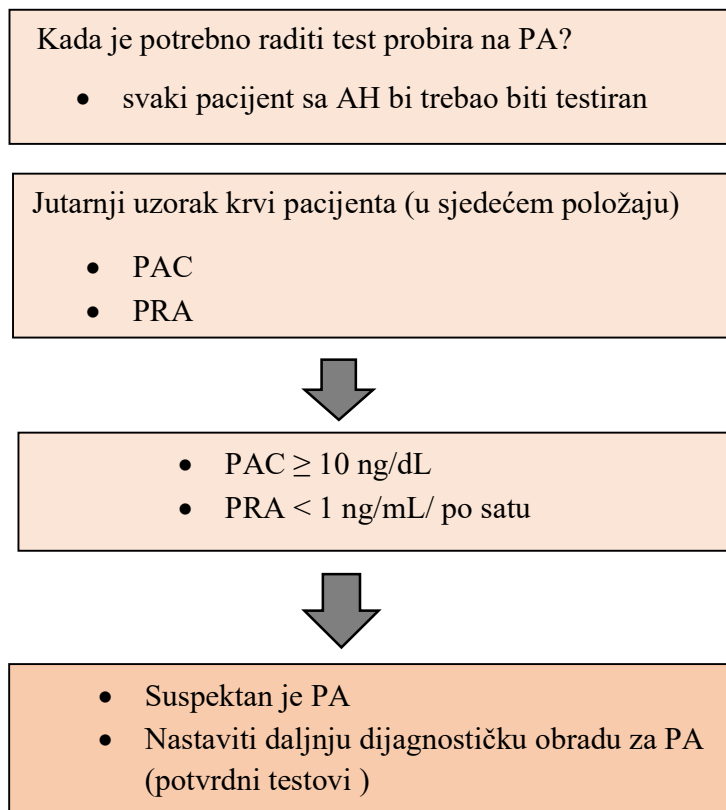 Kada je potrebno raditi test probira na PA?
• svaki pacijent sa AH bi trebao biti testiran
Jutarnji uzorak krvi pacijenta (u sjedećem položaju)
• PAC
• PRA
• PAC ≥ 10 ng/dL
• PRA < 1 ng/mL/ po satu
• Suspektan je PA
• Nastaviti daljnju dijagnostičku obradu za PA
(potvrdni testovi )